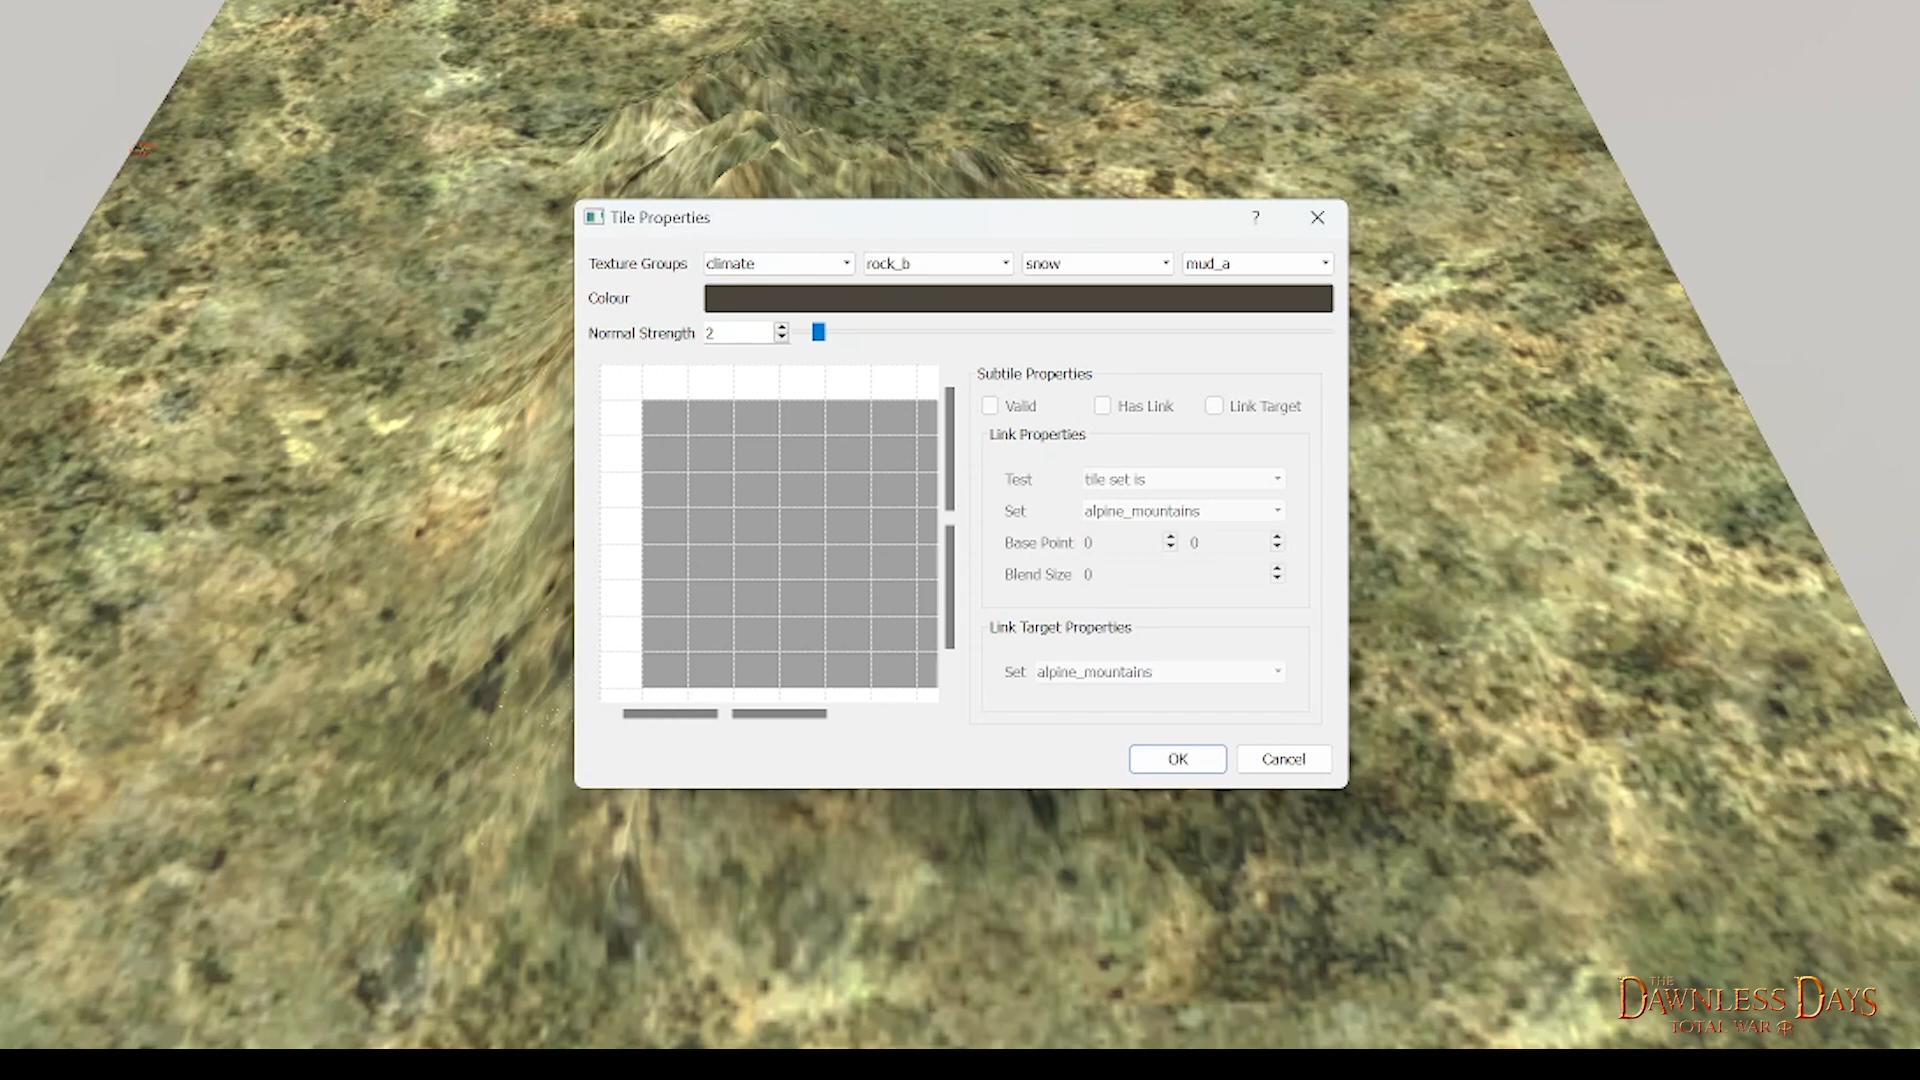 Tile Properties
?
Texture Groups climate rock_b snow mud_a
Colour
Normal Strength 2
Subtile Properties
Valid Has Link Link Target
Link Properties
Test tile set is
Set alpine_mountains
Base Point 0 0
Blend Size 0
Link Target Properties
Set alpine_mountains
OK Cancel
THE
DAWNLESS DAYS
TOTAL WAR